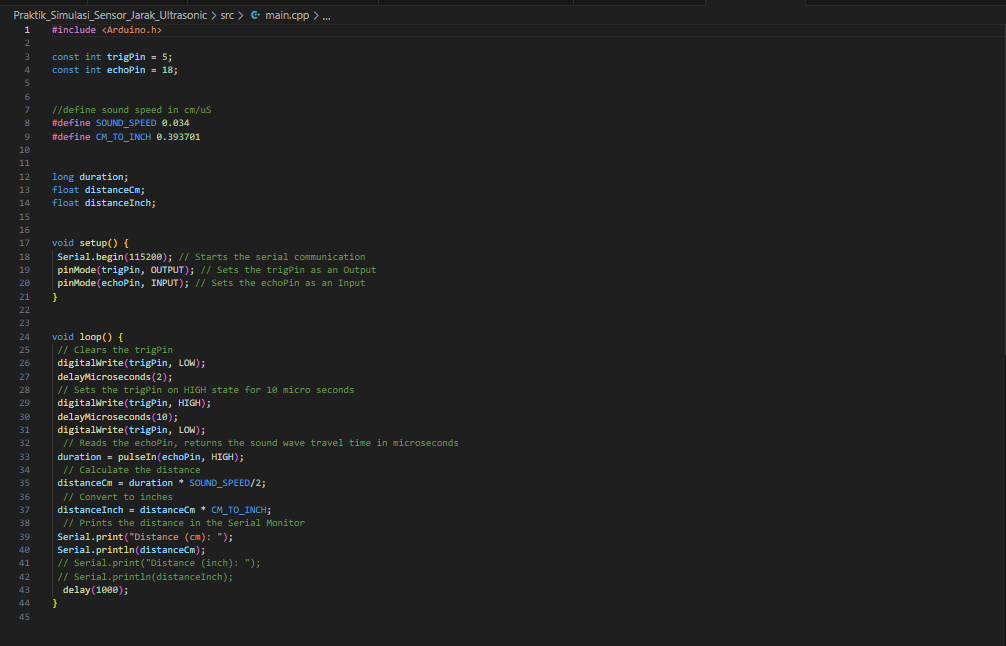 Praktik_Simulasi_Sensor_Jarak_Ultrasonic > src > main.cpp > ...
1 #include <Arduino.h>
2
3 const int trigPin = 5;
4 const int echoPin = 18;
5
6
7 //define sound speed in cm/uS
8 #define SOUND_SPEED 0.034
9 #define CM_TO_INCH 0.393701
10
11
12 long duration;
13 float distanceCm;
14 float distanceInch;
15
16
17 void setup() {
18 Serial.begin(115200); // Starts the serial communication
19 pinMode(trigPin, OUTPUT); // Sets the trigPin as an Output
20 pinMode(echoPin, INPUT); // Sets the echoPin as an Input
21 }
22
23
24 void loop() {
25 // Clears the trigPin
26 digitalWrite(trigPin, LOW);
27 delayMicroseconds(2);
28 // Sets the trigPin on HIGH state for 10 micro seconds
29 digitalWrite(trigPin, HIGH);
30 delayMicroseconds(10);
31 digitalWrite(trigPin, LOW);
32 // Reads the echoPin, returns the sound wave travel time in microseconds
33 duration = pulseIn(echoPin, HIGH);
34 // Calculate the distance
35 distanceCm = duration * SOUND_SPEED/2;
36 // Convert to inches
37 distanceInch = distanceCm * CM_TO_INCH;
38 // Prints the distance in the Serial Monitor
39 Serial.print("Distance (cm): ");
40 Serial.println(distanceCm);
41 // Serial.print("Distance (inch): ");
42 // Serial.println(distanceInch);
43 delay(1000);
44 }
45